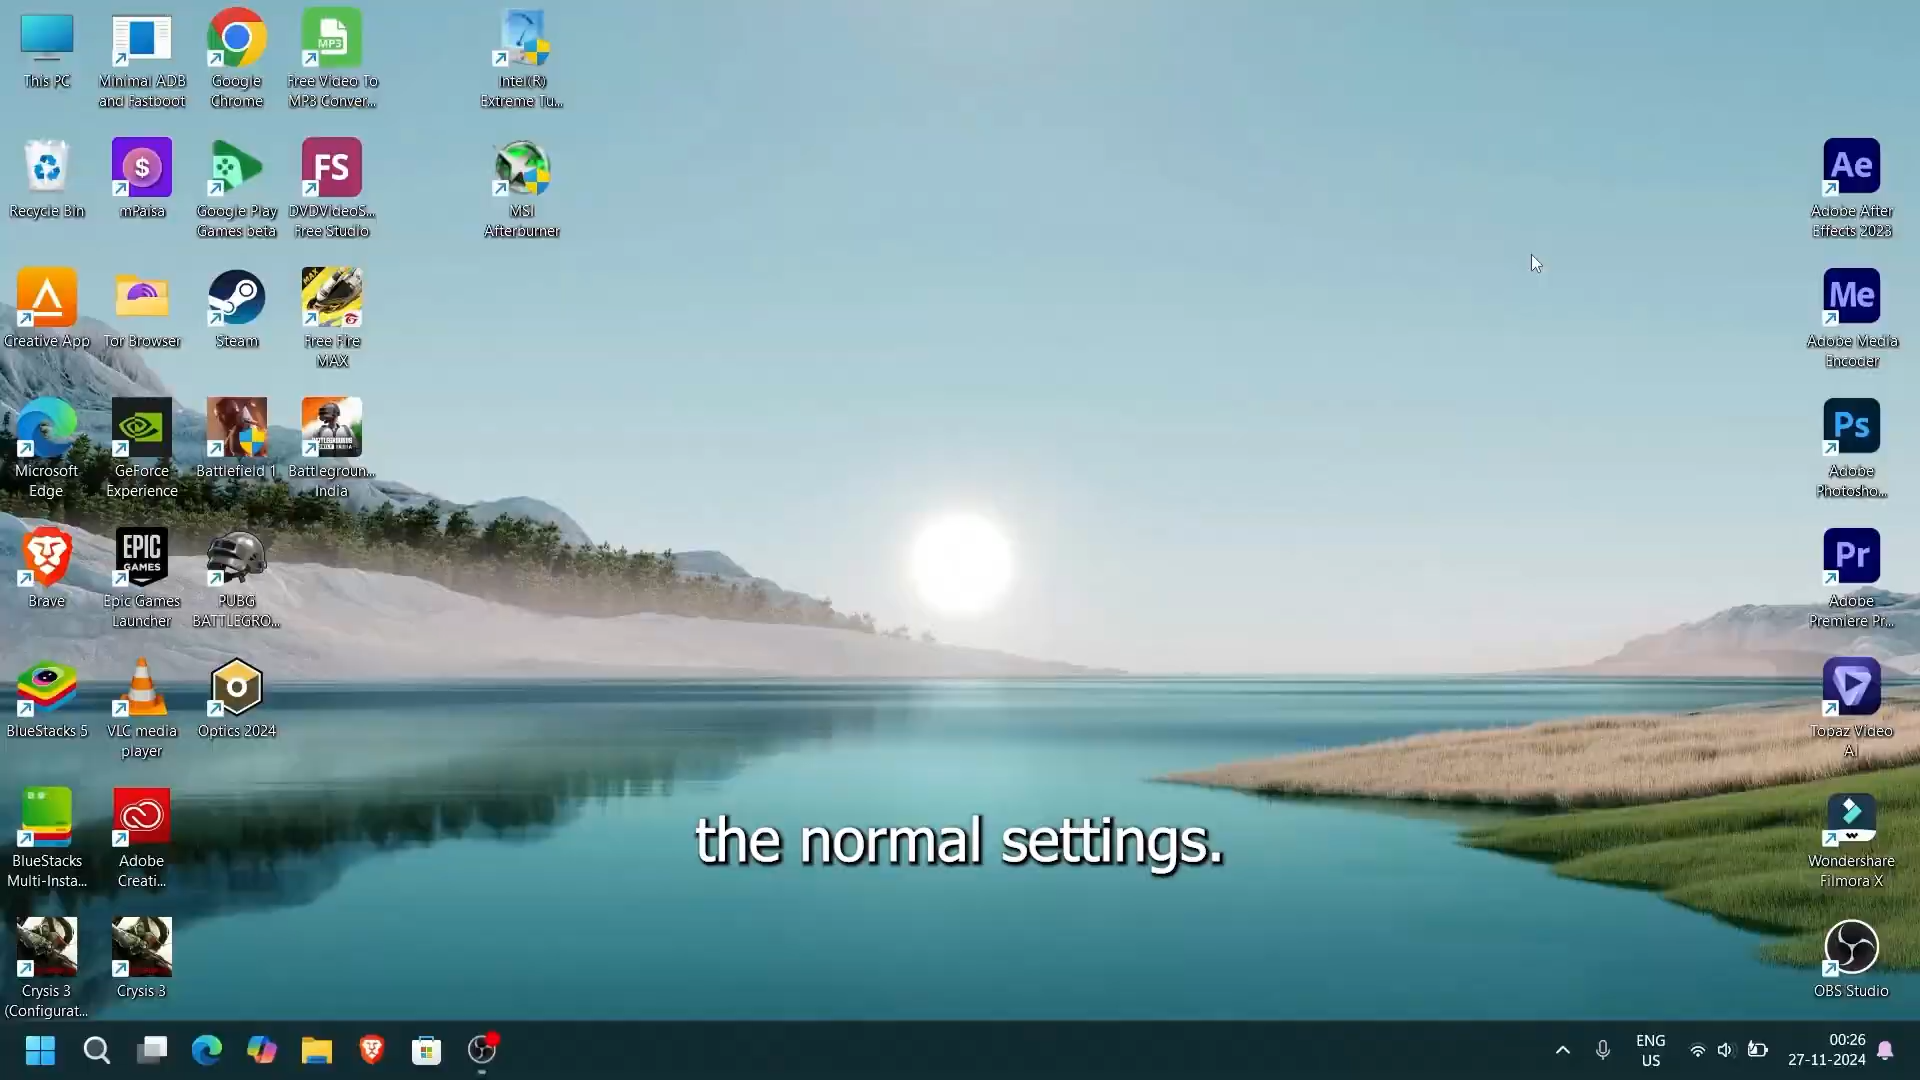 This PC
Minimal ADB
and Fastboot
Google
Chrome
MP3
Free Video To
MP3 Conver...
Intel(R)
Extreme Tu...
Recycle Bin
$
mPaisa
Google Play
Games beta
FS
DVDVideoS...
Free Studio
MSI
Afterburner
Ae
Adobe After
Effects 2023
Creative App
Tor Browser
Steam
MAX
Free Fire
MAX
Me
Adobe Media
Encoder
Microsoft
Edge
GeForce
Experience
Battlefield 1
Battlegroun...
India
Ps
Adobe
Photosho...
Brave
EPIC
GAMES
Epic Games
Launcher
PUBG
BATTLEGRO...
Pr
Adobe
Premiere Pr...
BlueStacks 5
VLC media
player
Optics 2024
Topaz Video
AI
BlueStacks
Multi-Insta...
Adobe
Creati...
the normal settings.
Wondershare
Filmora X
Crysis 3
(Configurat...
Crysis 3
OBS Studio
ENG
US
00:26
27-11-2024